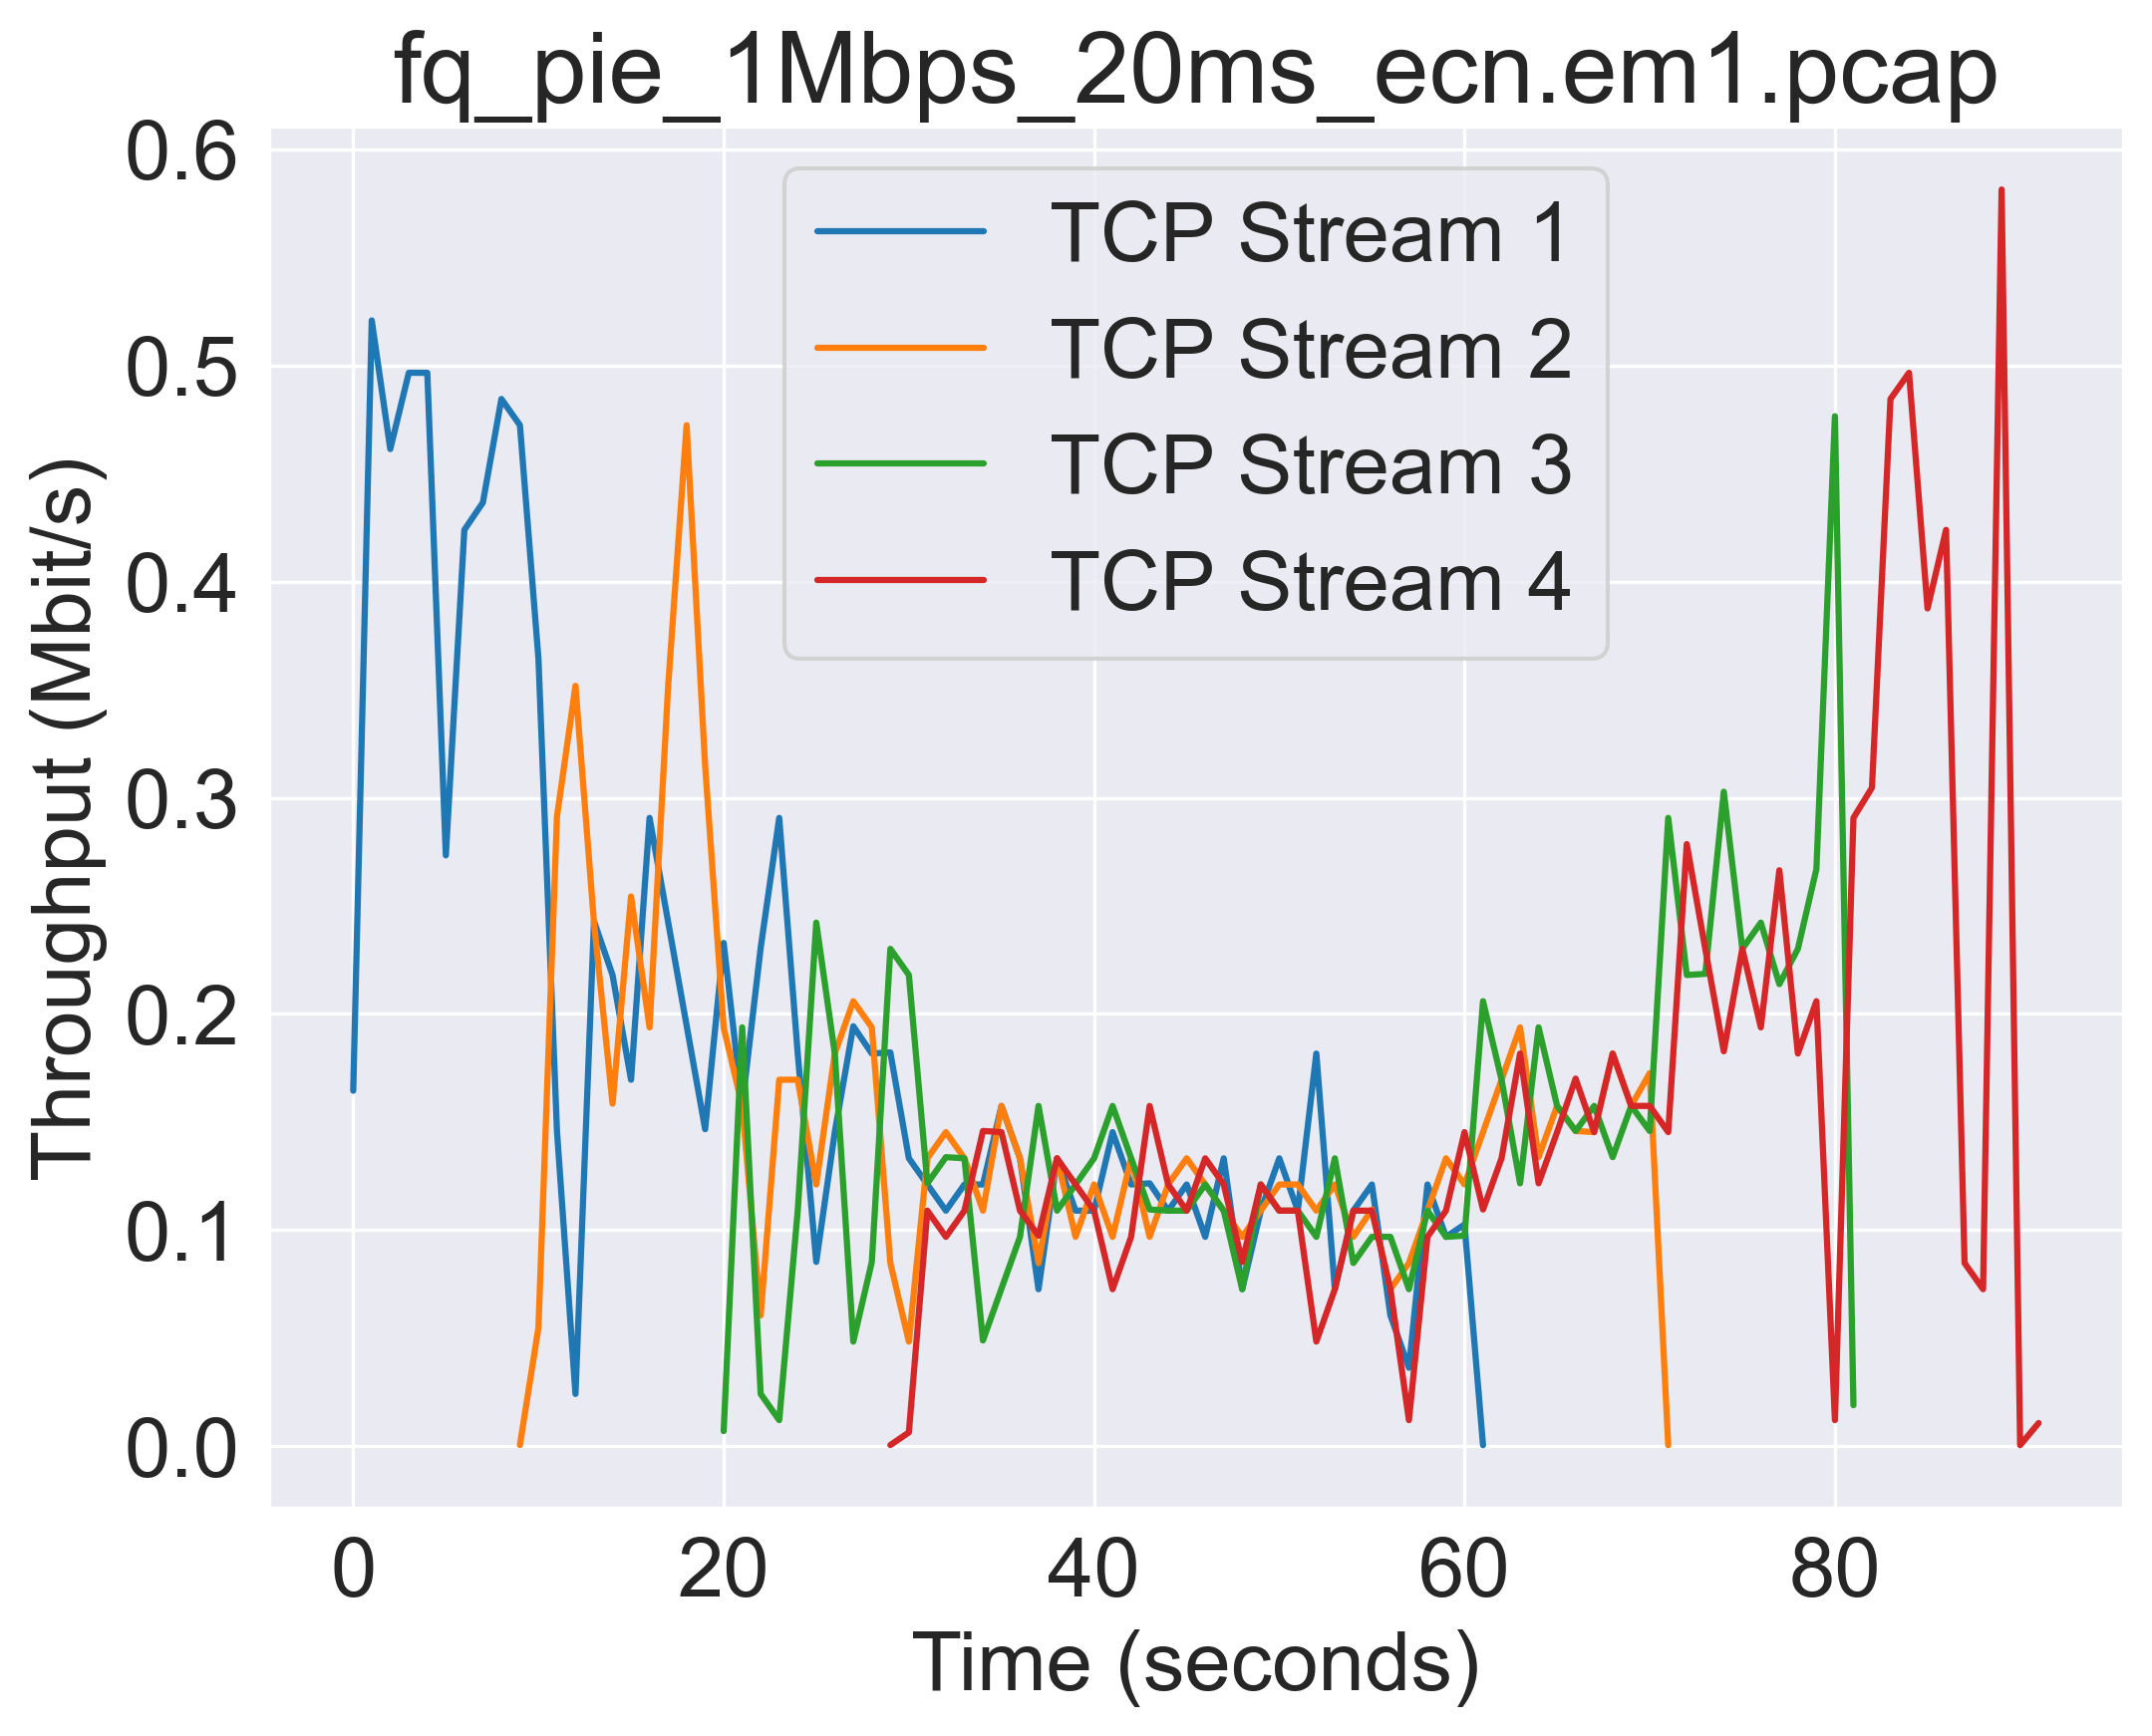 fq_pie_1Mbps_20ms_ecn.em1.pcap
0.6
0.5
0.4
0.3
0.2
0.1
0.0
Throughput (Mbit/s)
TCP Stream 1
TCP Stream 2
TCP Stream 3
TCP Stream 4
0 20 40 60 80
Time (seconds)